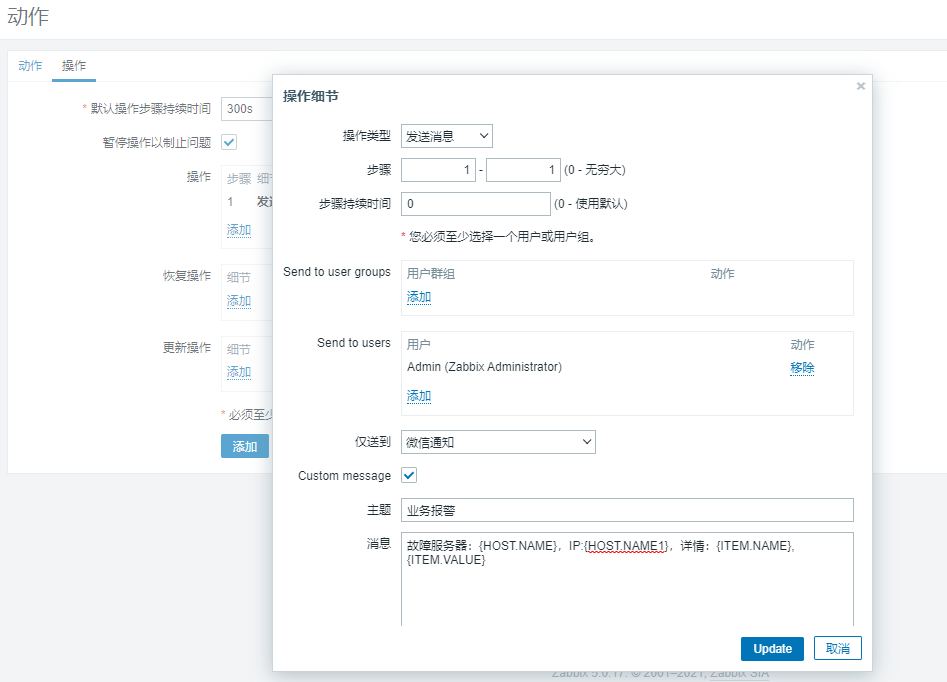 动作
动作 操作
* 默认操作步骤持续时间 300s
暂停操作以制止问题
操作
步骤 细节
1 发送
添加
恢复操作 细节
添加
更新操作 细节
添加
* 必须至少
添加
操作细节
操作类型 发送消息
步骤 1 - 1 (0 - 无穷大)
步骤持续时间 0 (0 - 使用默认)
* 您必须至少选择一个用户或用户组。
Send to user groups 用户群组 动作
添加
Send to users 用户 动作
Admin (Zabbix Administrator) 移除
添加
仅送到 微信通知
Custom message
主题 业务报警
消息 故障服务器：{HOST.NAME}，IP:{HOST.NAME1}，详情：{ITEM.NAME},
{ITEM.VALUE}
Update 取消
Zabbix 5.0.17. © 2001–2021, Zabbix SIA